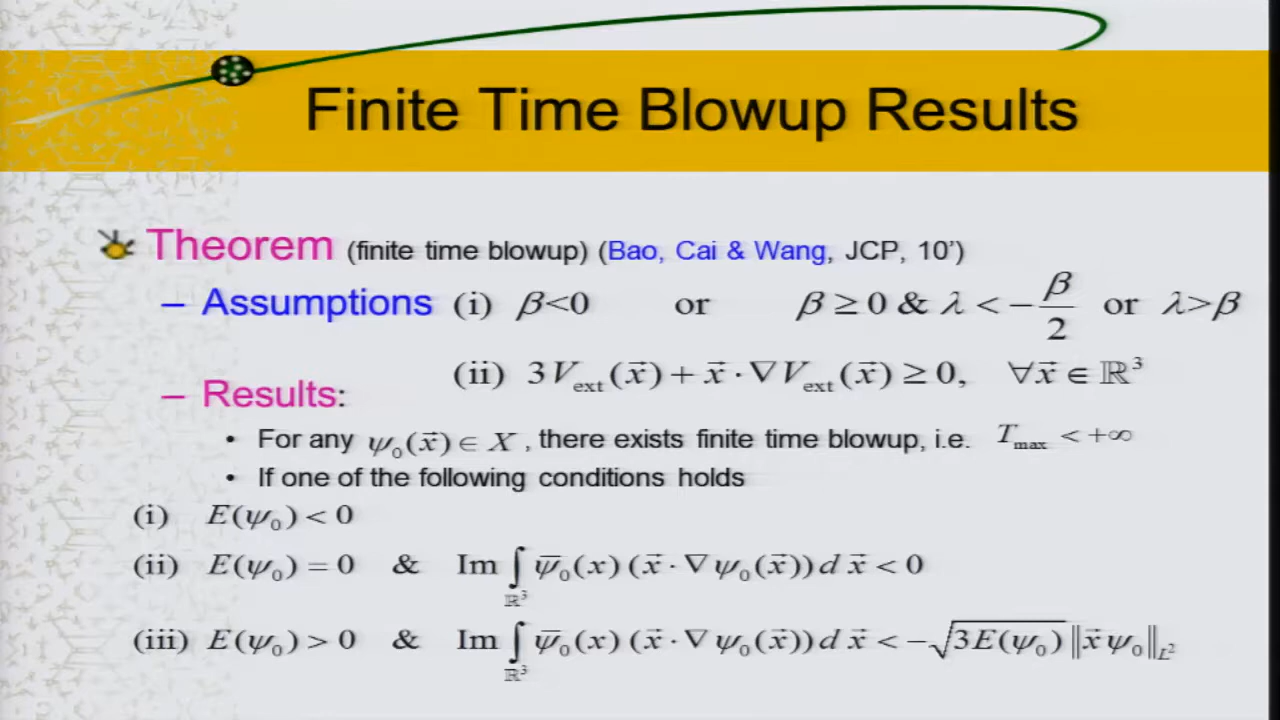 Finite Time Blowup Results
Theorem (finite time blowup) (Bao, Cai & Wang, JCP, 10’)
– Assumptions (i) β<0 or β ≥ 0 & λ < −β/2 or λ>β
(ii) 3V_ext(x⃗) + x⃗ · ∇V_ext(x⃗) ≥ 0, ∀x⃗ ∈ ℝ³
– Results:
• For any ψ₀(x⃗) ∈ X , there exists finite time blowup, i.e. T_max < +∞
• If one of the following conditions holds
(i) E(ψ₀) < 0
(ii) E(ψ₀) = 0 & Im ∫_ℝ³ ψ̄₀(x) (x⃗ · ∇ψ₀(x⃗)) d x⃗ < 0
(iii) E(ψ₀) > 0 & Im ∫_ℝ³ ψ̄₀(x) (x⃗ · ∇ψ₀(x⃗)) d x⃗ < −√(3E(ψ₀)) ‖x⃗ψ₀‖_L²